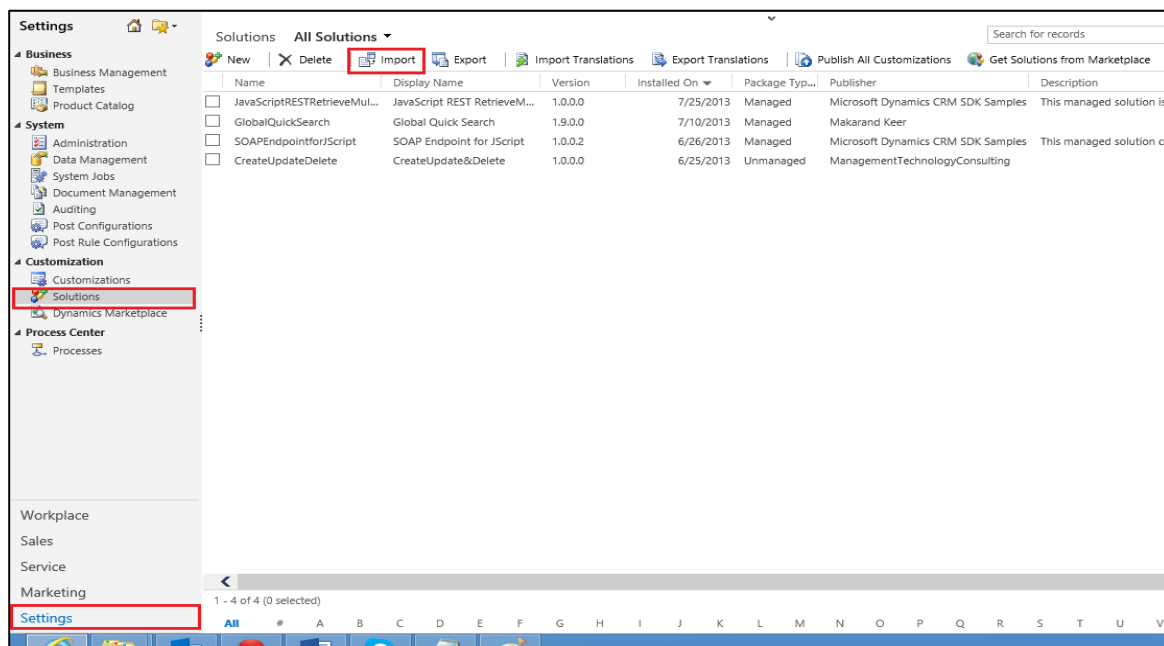 Settings
Business
Business Management
Templates
Product Catalog
System
Administration
Data Management
System Jobs
Document Management
Auditing
Post Configurations
Post Rule Configurations
Customization
Customizations
Solutions
Dynamics Marketplace
Process Center
Processes
Workplace
Sales
Service
Marketing
Settings
Solutions All Solutions
Search for records
New Delete Import Export Import Translations Export Translations Publish All Customizations Get Solutions from Marketplace
Name Display Name Version Installed On Package Typ... Publisher Description
JavaScriptRESTRetrieveMul... JavaScript REST RetrieveM... 1.0.0.0 7/25/2013 Managed Microsoft Dynamics CRM SDK Samples This managed solution is
GlobalQuickSearch Global Quick Search 1.9.0.0 7/10/2013 Managed Makarand Keer
SOAPEndpointforJScript SOAP Endpoint for JScript 1.0.0.2 6/26/2013 Managed Microsoft Dynamics CRM SDK Samples This managed solution c
CreateUpdateDelete CreateUpdate&Delete 1.0.0.0 6/25/2013 Unmanaged ManagementTechnologyConsulting
1 - 4 of 4 (0 selected)
All # A B C D E F G H I J K L M N O P Q R S T U V